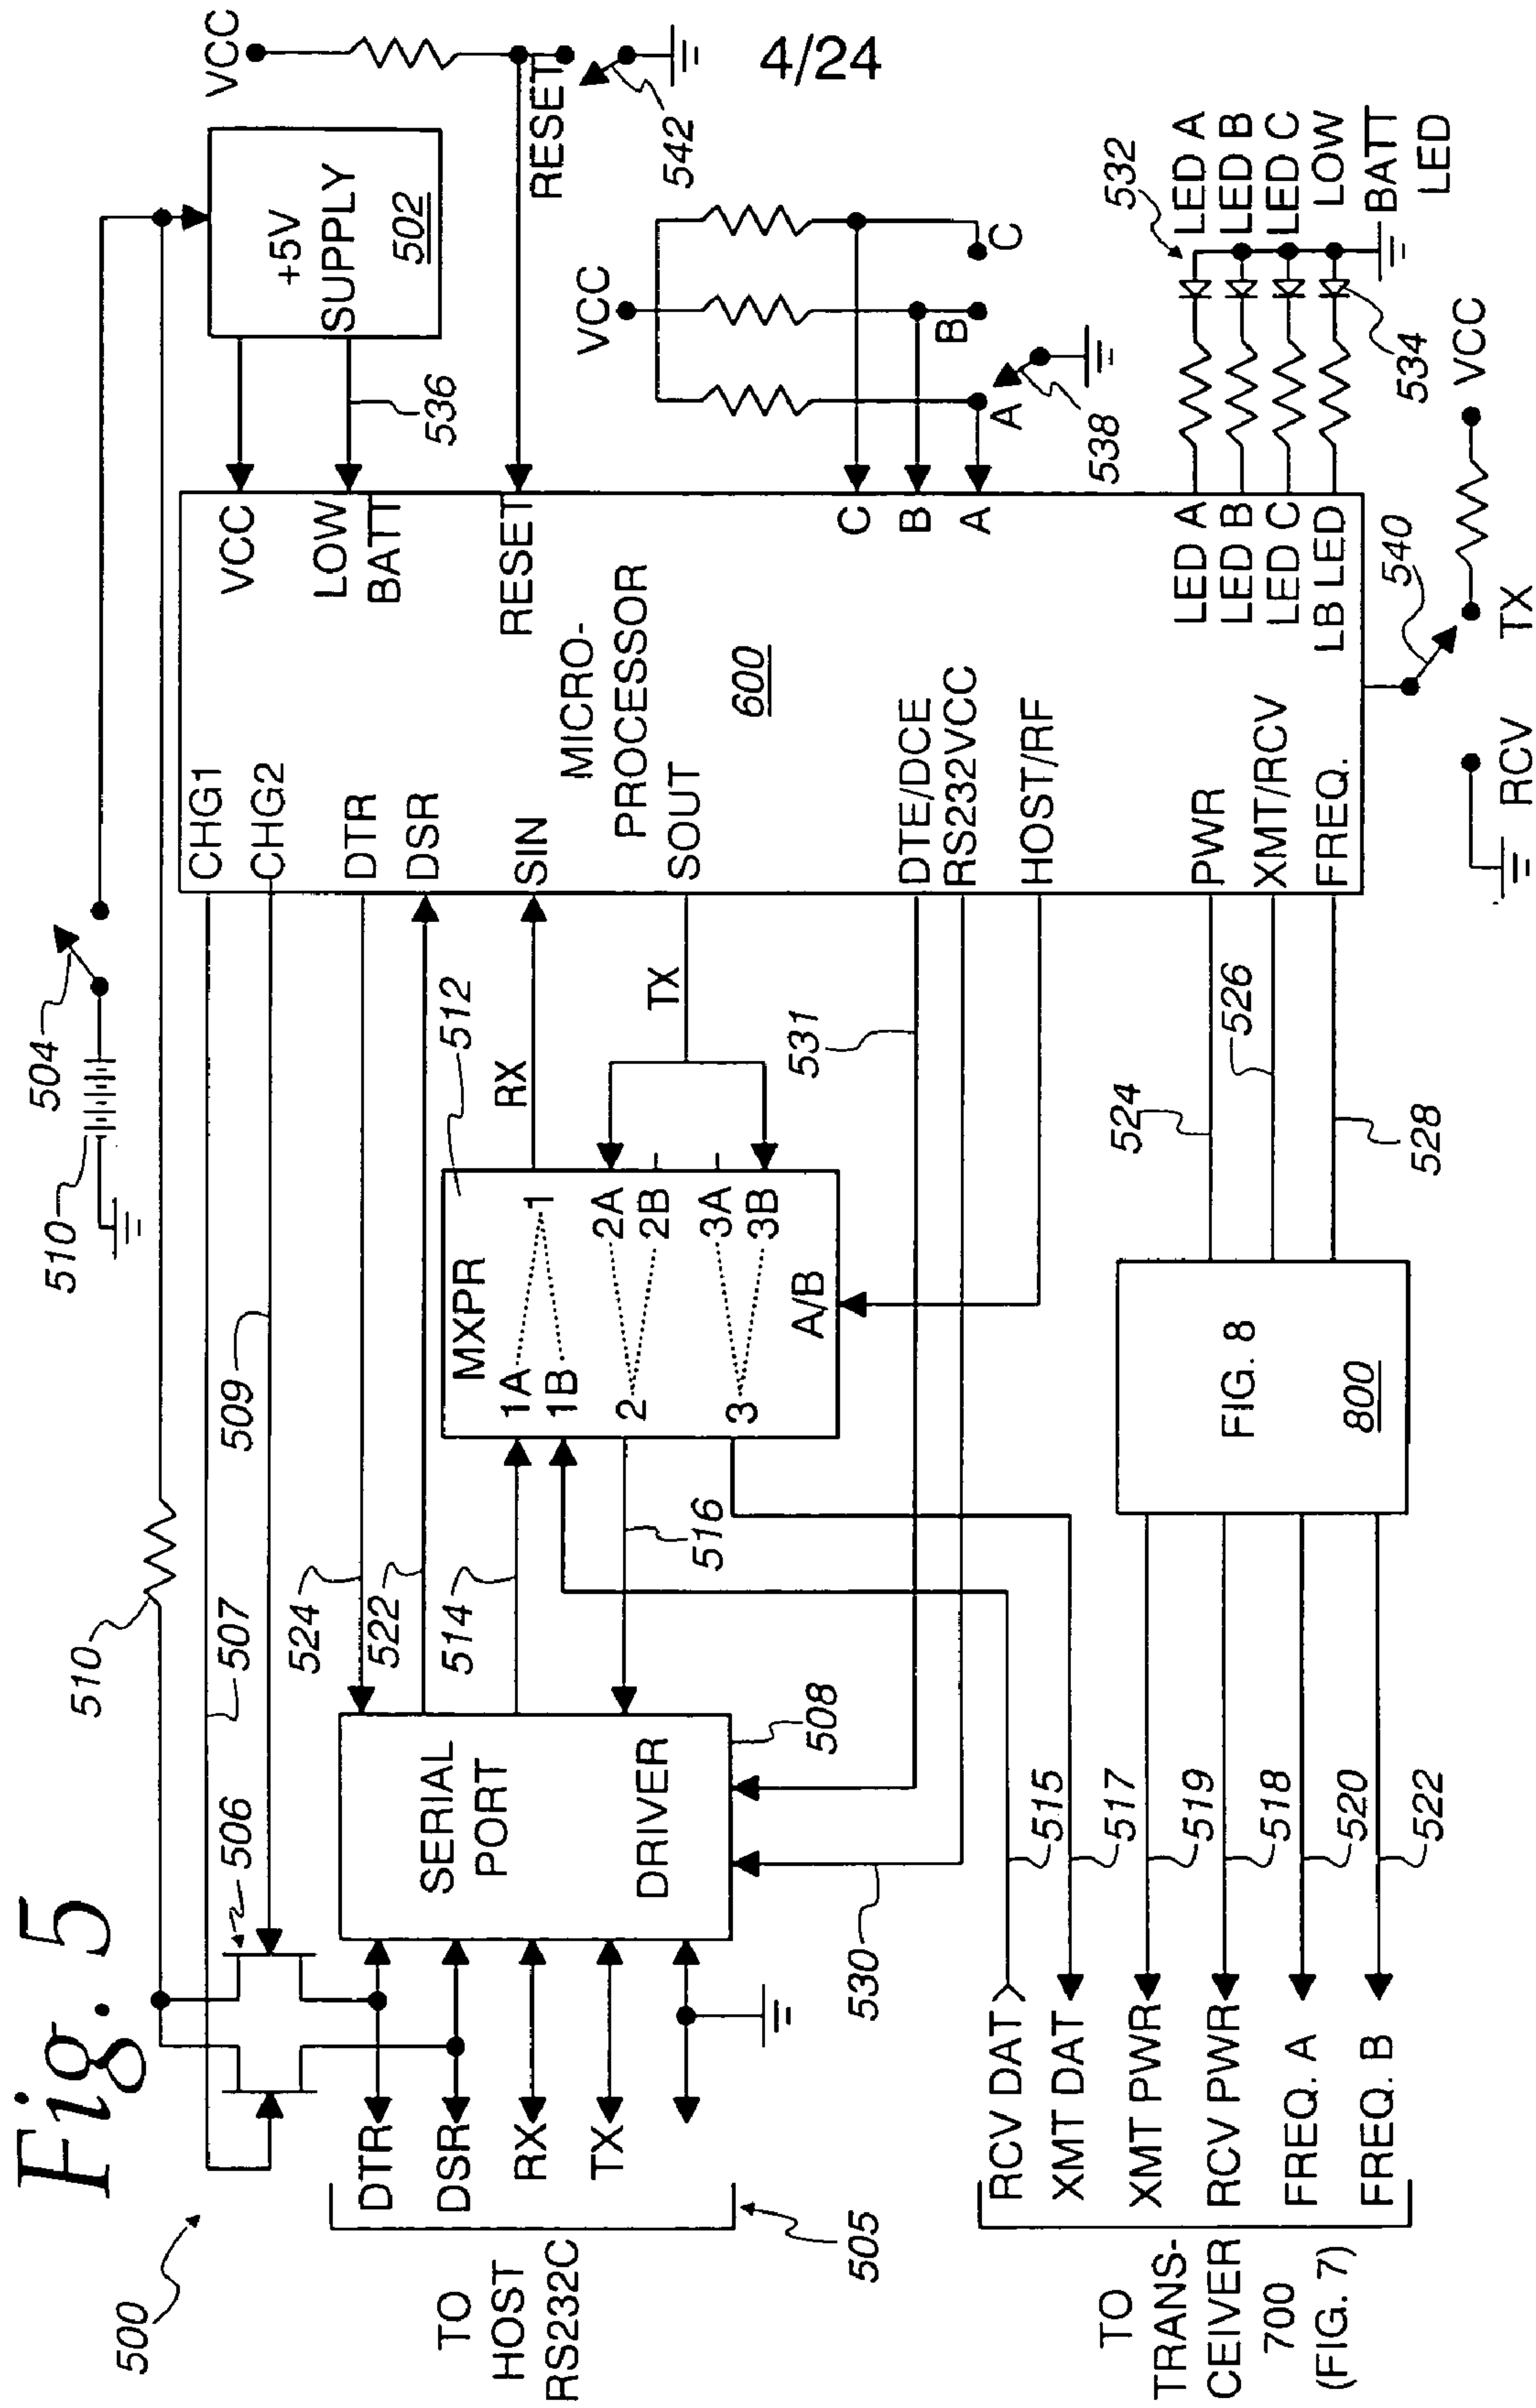 4/24
Fig. 5
500
510
504
VCC
+5V
SUPPLY
502
510
507
509
506
536
RESET
542
CHG1
CHG2
DTR
DSR
SIN
SOUT
DTE/DCE
RS232VCC
HOST/RF
PWR
XMT/RCV
FREQ.
MICRO-
PROCESSOR
600
VCC
LOW
BATT
RESET
C
B
A
LED A
LED B
LED C
LB LED
VCC
C
B
A
538
532
LED A
LED B
LED C
LOW
BATT
LED
534
VCC
540
TX
RCV
524
522
514
516
512
RX
TX
MXPR
1A
1B
1
2
2A
2B
3
3A
3B
A/B
531
530
SERIAL
PORT
DRIVER
508
DTR
DSR
RX
TX
TO
HOST
RS232C
505
524
526
528
FIG. 8
800
515
517
519
518
520
522
RCV DAT
XMT DAT
XMT PWR
RCV PWR
FREQ. A
FREQ. B
TO
TRANS-
CEIVER
700
(FIG. 7)